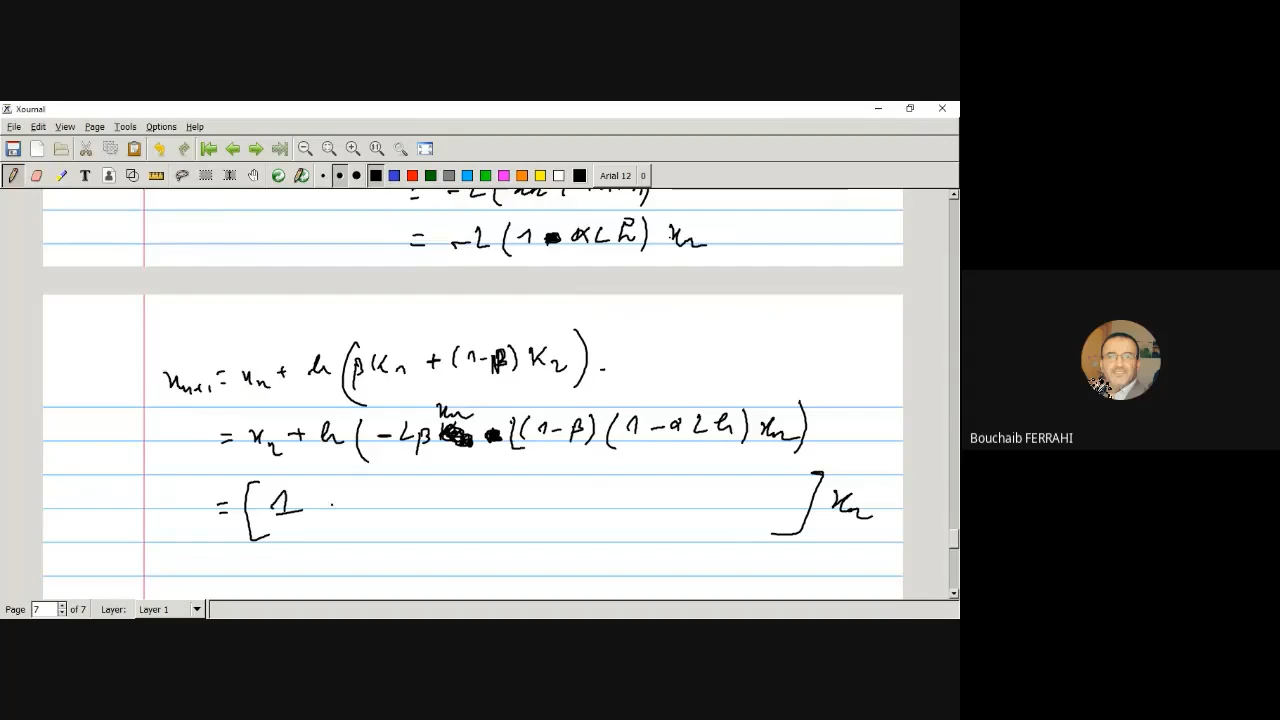 Xournal
File Edit View Page Tools Options Help
Arial 12 0
= -L (1 - αLh) xₙ
xₙ₊₁ = xₙ + h (βK₁ + (1-β) K₂).
= xₙ + h (-Lβ xₙ - L(1-β) (1-αLh) xₙ)
= [ 1 ] xₙ
Bouchaib FERRAHI
Page 7 of 7 Layer: Layer 1